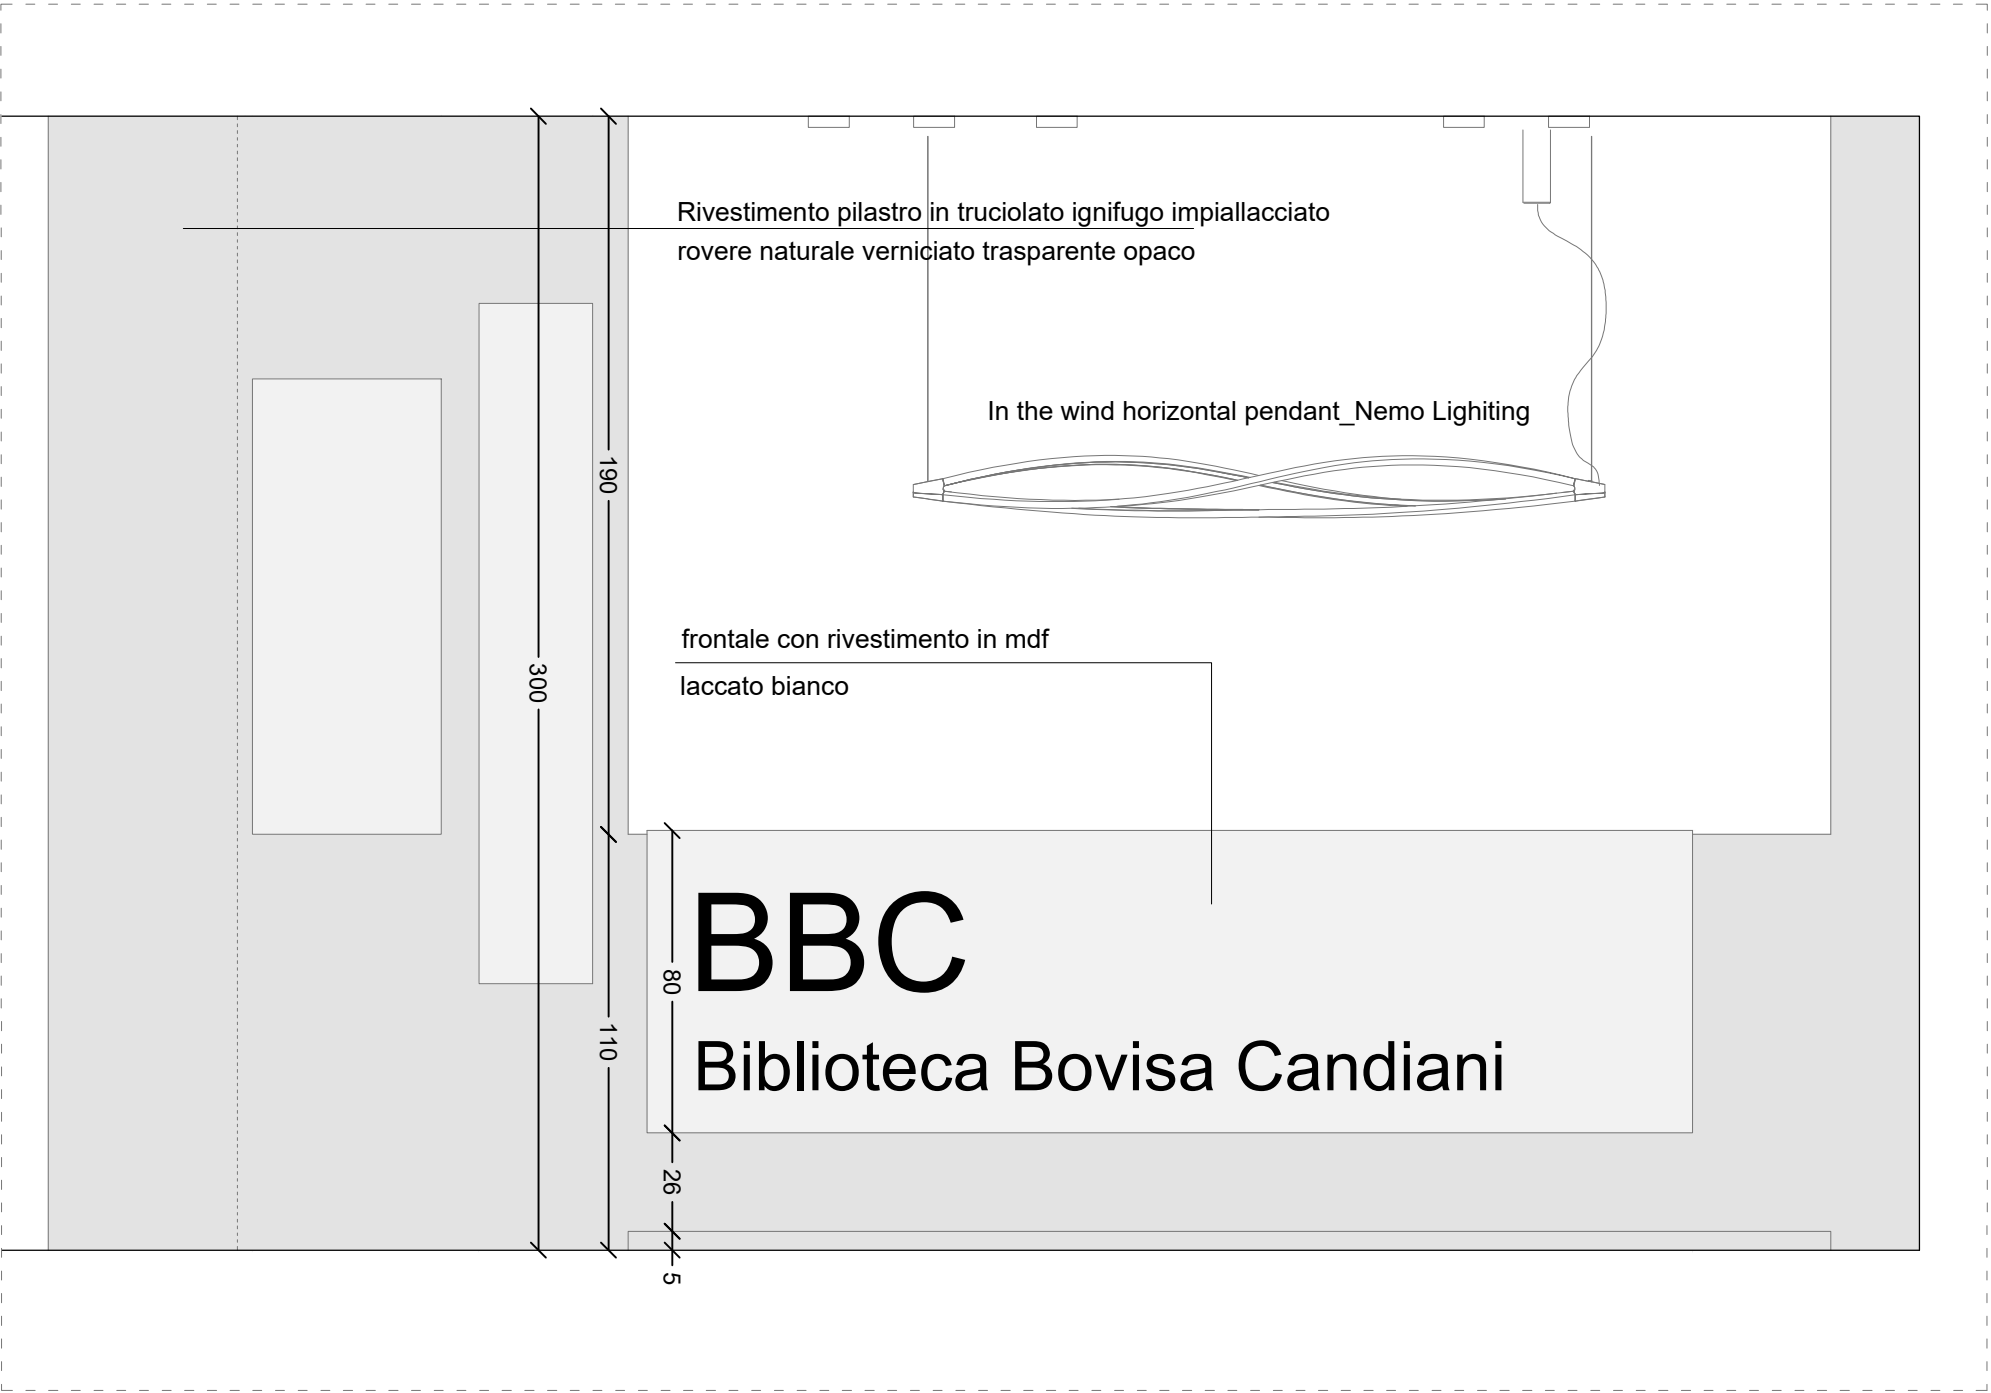 Rivestimento pilastro in truciolato ignifugo impiallacciato
rovere naturale verniciato trasparente opaco
In the wind horizontal pendant_Nemo Lighiting
190
300
frontale con rivestimento in mdf
laccato bianco
BBC
80
110
Biblioteca Bovisa Candiani
26
5